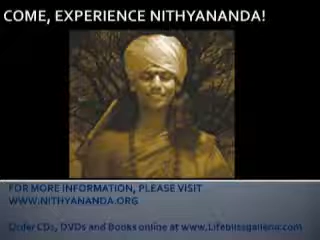 COME, EXPERIENCE NITHYANANDA!
FOR MORE INFORMATION, PLEASE VISIT
WWW.NITHYANANDA.ORG
Order CDs, DVDs and Books online at www.Lifeblissgalleria.com